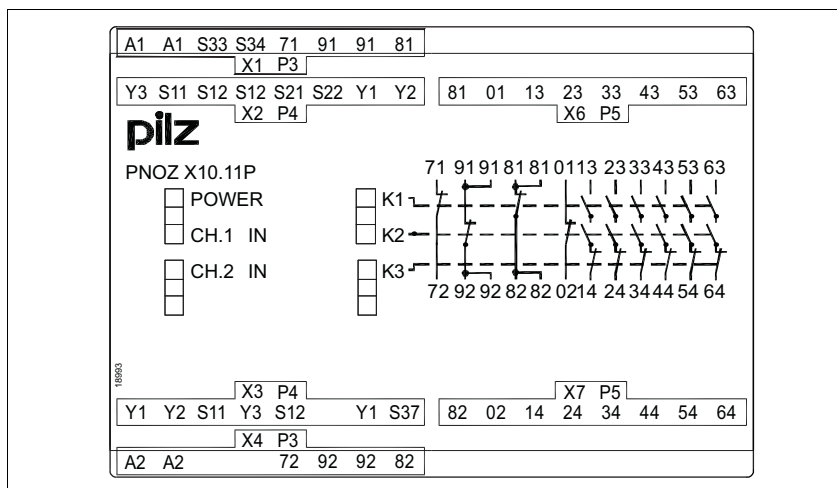 A1 A1 S33 S34 71 91 91 81
X1 P3
Y3 S11 S12 S12 S21 S22 Y1 Y2
X2 P4
81 01 13 23 33 43 53 63
X6 P5
pilz
PNOZ X10.11P
POWER
CH.1 IN
CH.2 IN
K1
K2
K3
71 91 91 81 81 01 13 23 33 43 53 63
72 92 92 82 82 02 14 24 34 44 54 64
18993
X3 P4
Y1 Y2 S11 Y3 S12 Y1 S37
X7 P5
82 02 14 24 34 44 54 64
X4 P3
A2 A2 72 92 92 82